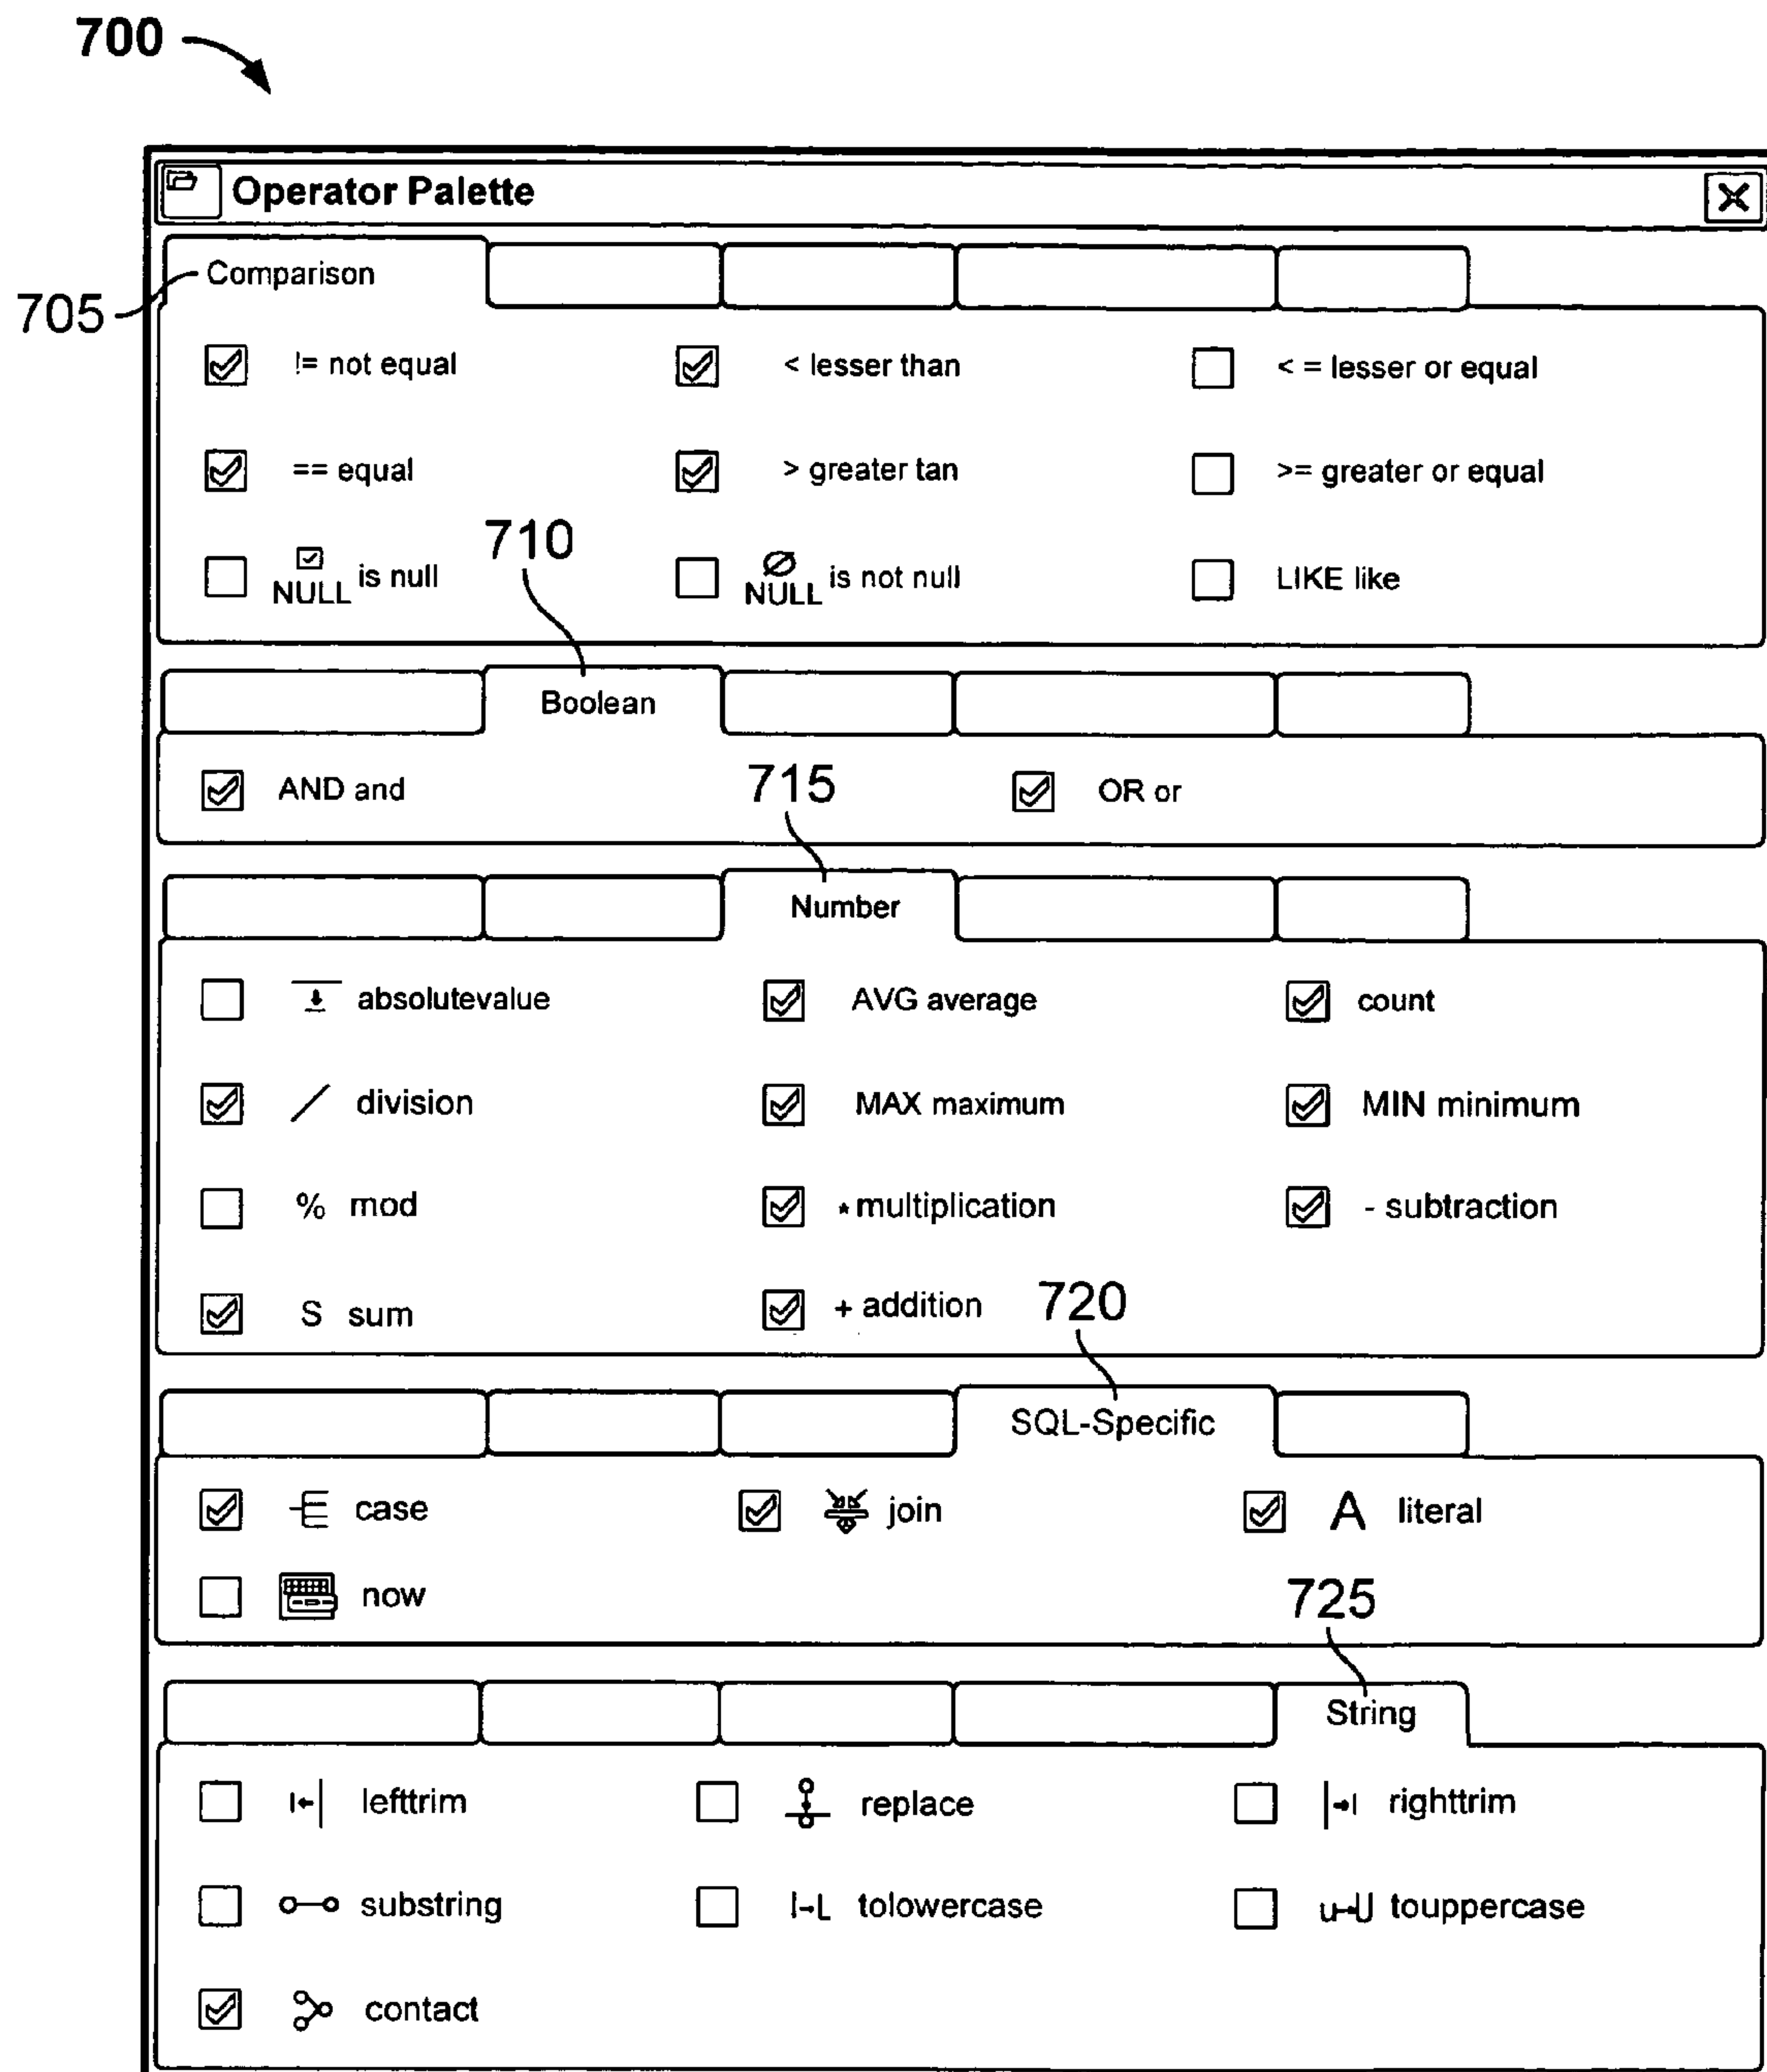 700
Operator Palette
705
Comparison
!= not equal < lesser than < = lesser or equal
== equal > greater tan >= greater or equal
NULL is null NULL is not null LIKE like
710
Boolean
AND and OR or
715
Number
absolutevalue AVG average count
/ division MAX maximum MIN minimum
% mod * multiplication - subtraction
S sum + addition
720
SQL-Specific
case join A literal
now
725
String
lefttrim replace righttrim
substring l→L tolowercase u→U touppercase
contact